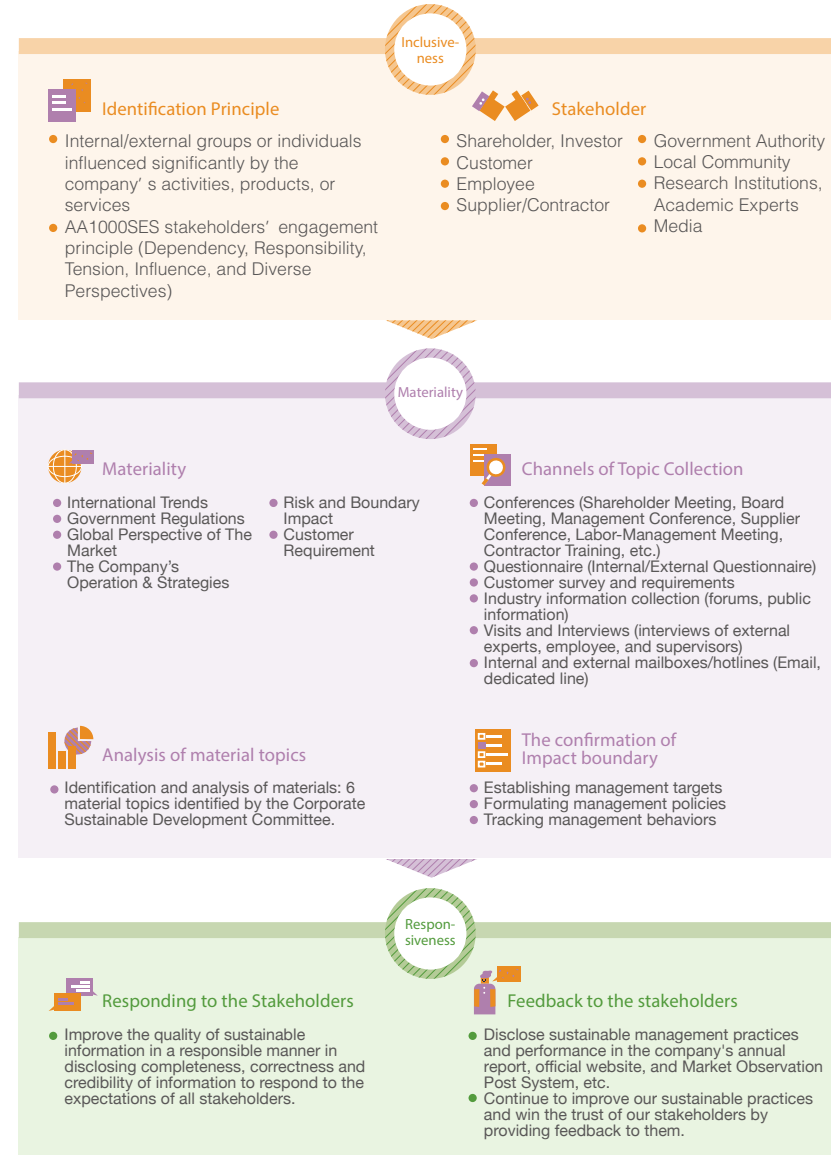 Inclusive-
ness
Identification Principle
Internal/external groups or individuals
influenced significantly by the
company’ s activities, products, or
services
AA1000SES stakeholders’ engagement
principle (Dependency, Responsibility,
Tension, Influence, and Diverse
Perspectives)
Stakeholder
Shareholder, Investor
Customer
Employee
Supplier/Contractor
Government Authority
Local Community
Research Institutions,
Academic Experts
Media
Materiality
Materiality
International Trends
Government Regulations
Global Perspective of The
Market
The Company’s
Operation & Strategies
Risk and Boundary
Impact
Customer
Requirement
Channels of Topic Collection
Conferences (Shareholder Meeting, Board
Meeting, Management Conference, Supplier
Conference, Labor-Management Meeting,
Contractor Training, etc.)
Questionnaire (Internal/External Questionnaire)
Customer survey and requirements
Industry information collection (forums, public
information)
Visits and Interviews (interviews of external
experts, employee, and supervisors)
Internal and external mailboxes/hotlines (Email,
dedicated line)
Analysis of material topics
Identification and analysis of materials: 6
material topics identified by the Corporate
Sustainable Development Committee.
The confirmation of
Impact boundary
Establishing management targets
Formulating management policies
Tracking management behaviors
Respon-
siveness
Responding to the Stakeholders
Improve the quality of sustainable
information in a responsible manner in
disclosing completeness, correctness and
credibility of information to respond to the
expectations of all stakeholders.
Feedback to the stakeholders
Disclose sustainable management practices
and performance in the company's annual
report, official website, and Market Observation
Post System, etc.
Continue to improve our sustainable practices
and win the trust of our stakeholders by
providing feedback to them.